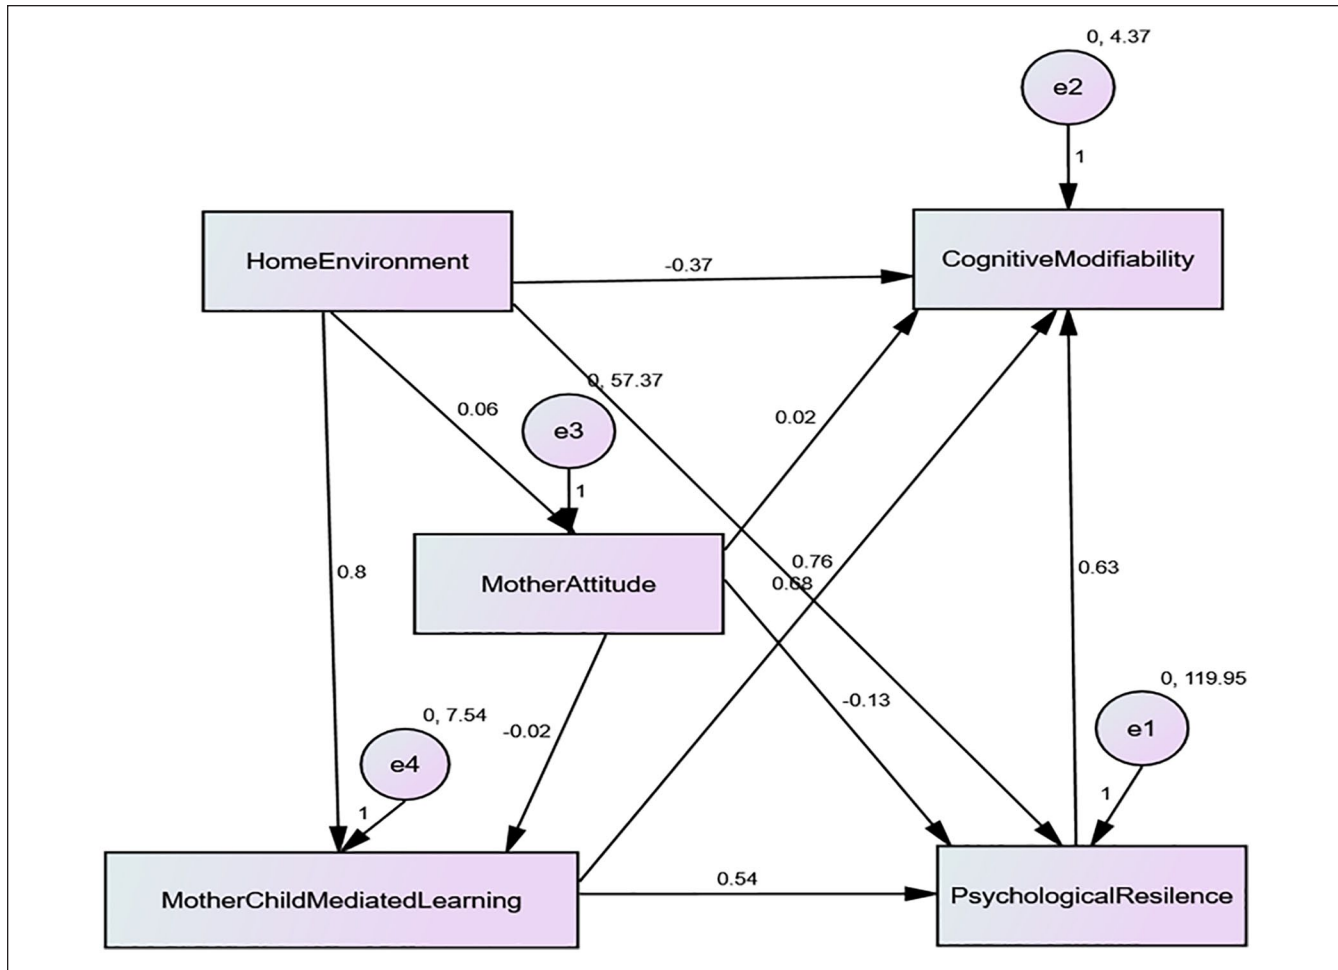 0, 4.37
e2
1
HomeEnvironment
CognitiveModifiability
-0.37
0, 57.37
0.06
0.02
e3
1
0.76
0.8
0.68
0.63
MotherAttitude
0, 119.95
-0.13
0, 7.54
-0.02
e1
e4
1
1
0.54
MotherChildMediatedLearning
PsychologicalResilence